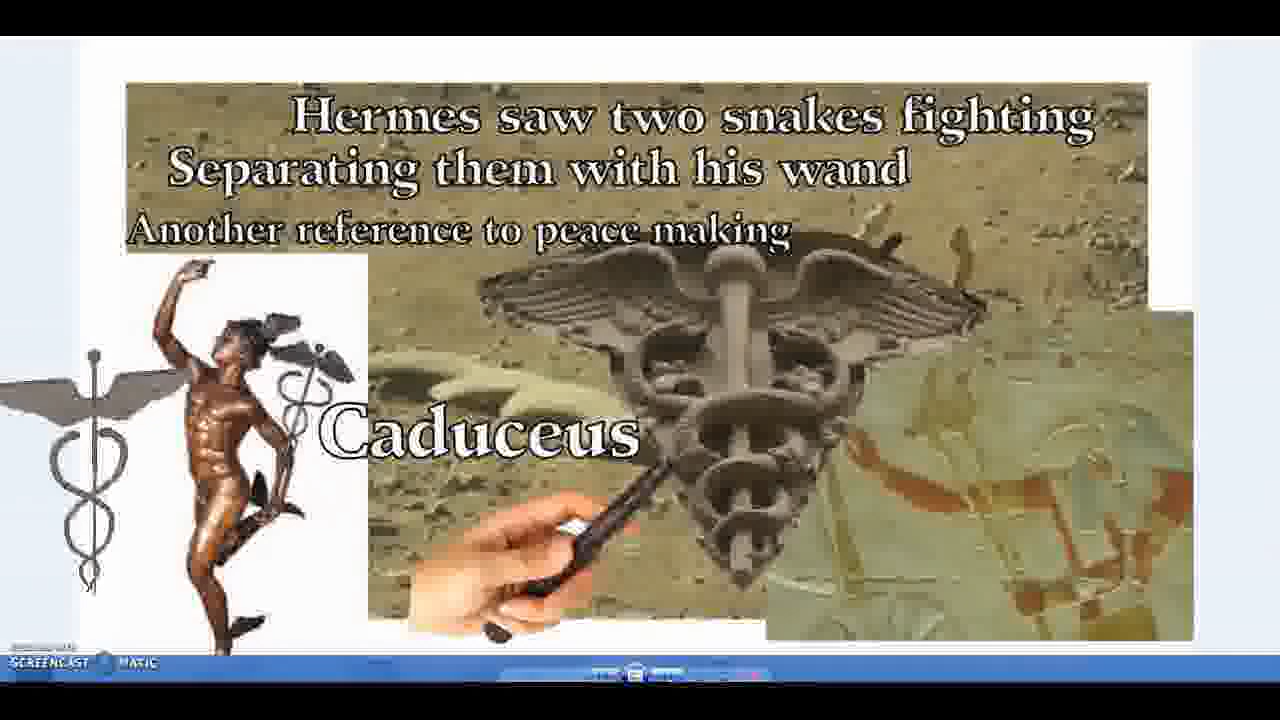 Hermes saw two snakes fighting
Separating them with his wand
Another reference to peace making
Caduceus
SCREENCAST MATIC